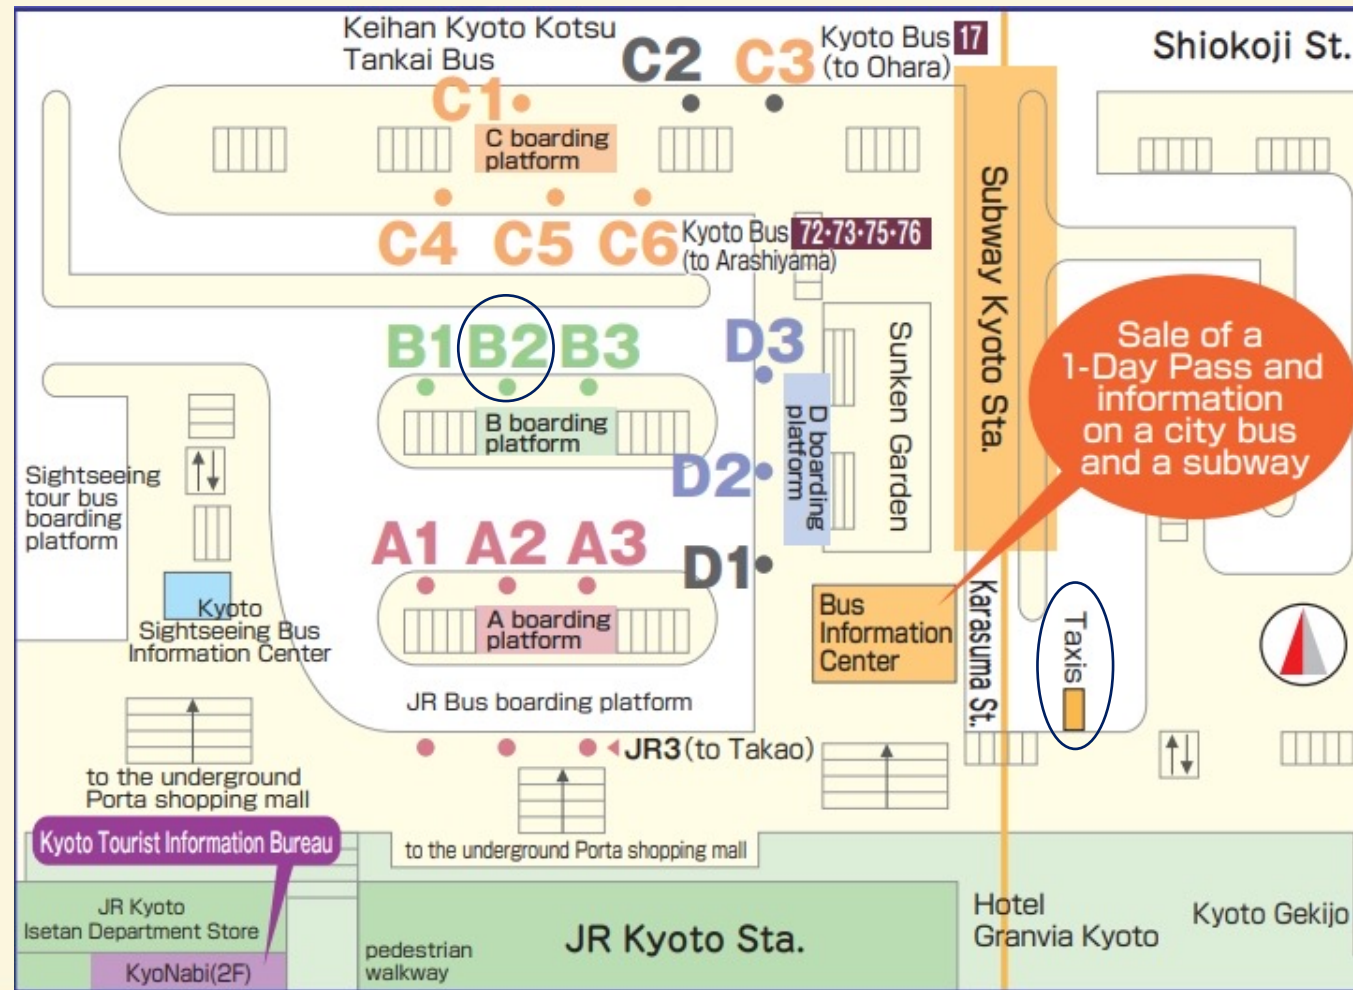 Keihan Kyoto Kotsu
Tankai Bus
C1
C2
C3
Kyoto Bus 17
(to Ohara)
Shiokoji St.
C boarding
platform
C4
C5
C6
Kyoto Bus 72・73・75・76
(to Arashiyama)
Subway Kyoto Sta.
B1
B2
B3
B boarding
platform
D3
D2
D1
D boarding
platform
Sunken Garden
Sale of a
1-Day Pass and
information
on a city bus
and a subway
Sightseeing
tour bus
boarding
platform
Kyoto
Sightseeing Bus
Information Center
A1
A2
A3
A boarding
platform
Bus
Information
Center
Karasuma St.
Taxis
JR Bus boarding platform
JR3 (to Takao)
to the underground
Porta shopping mall
to the underground Porta shopping mall
Kyoto Tourist Information Bureau
JR Kyoto
Isetan Department Store
KyoNabi(2F)
pedestrian
walkway
JR Kyoto Sta.
Hotel
Granvia Kyoto
Kyoto Gekijo